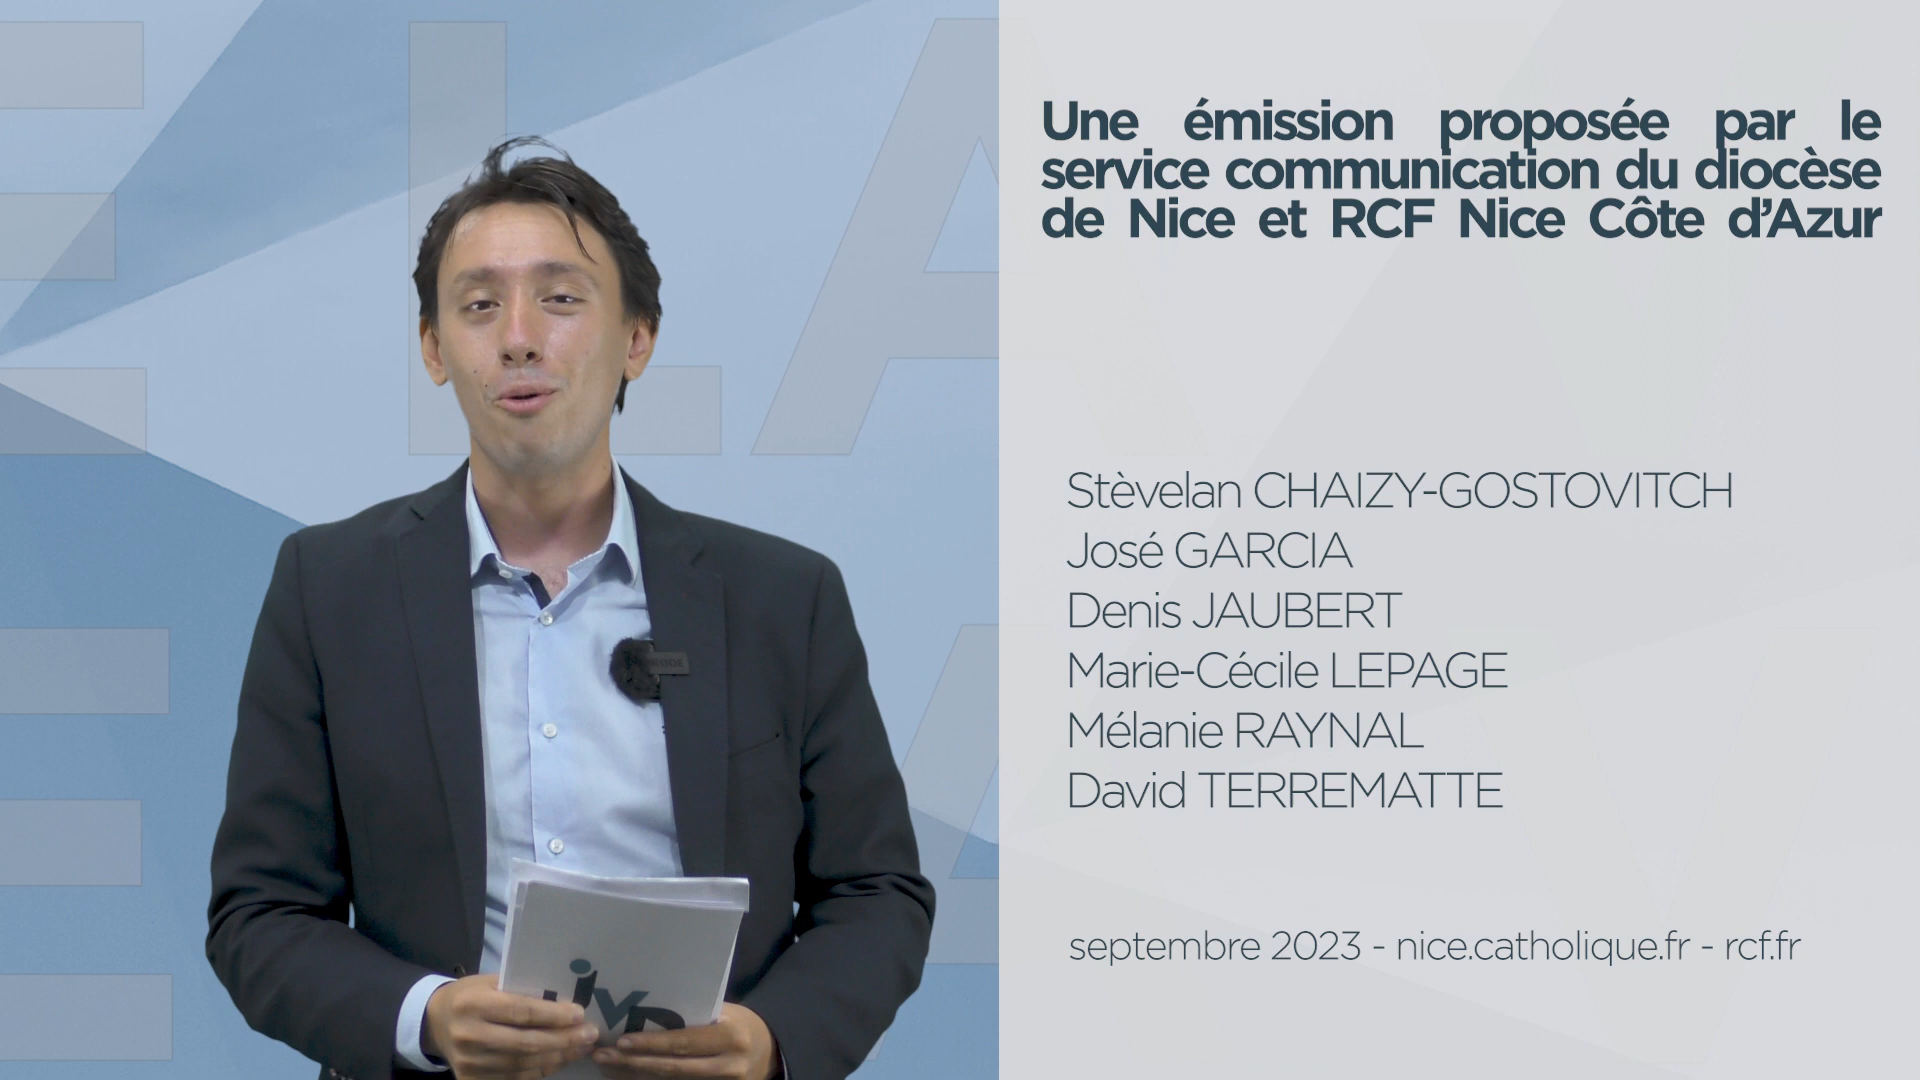 Une émission proposée par le
service communication du diocèse
de Nice et RCF Nice Côte d'Azur
Stèvelan CHAIZY-GOSTOVITCH
José GARCIA
Denis JAUBERT
Marie-Cécile LEPAGE
Mélanie RAYNAL
David TERREMATTE
septembre 2023 - nice.catholique.fr - rcf.fr